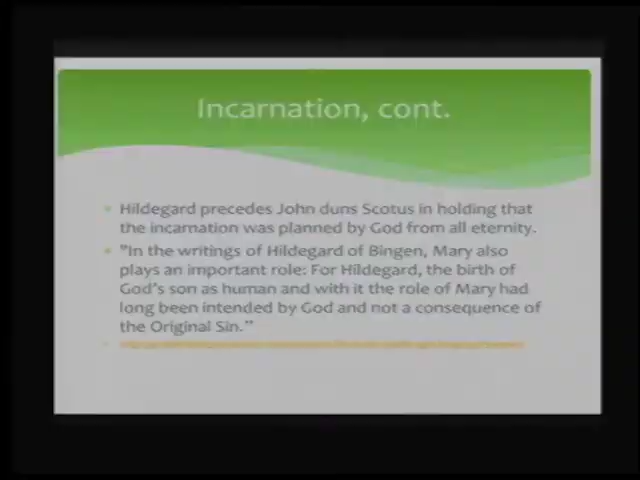 Incarnation, cont.
Hildegard precedes John duns Scotus in holding that
the incarnation was planned by God from all eternity.
"In the writings of Hildegard of Bingen, Mary also
plays an important role: For Hildegard, the birth of
God's son as human and with it the role of Mary had
long been intended by God and not a consequence of
the Original Sin."